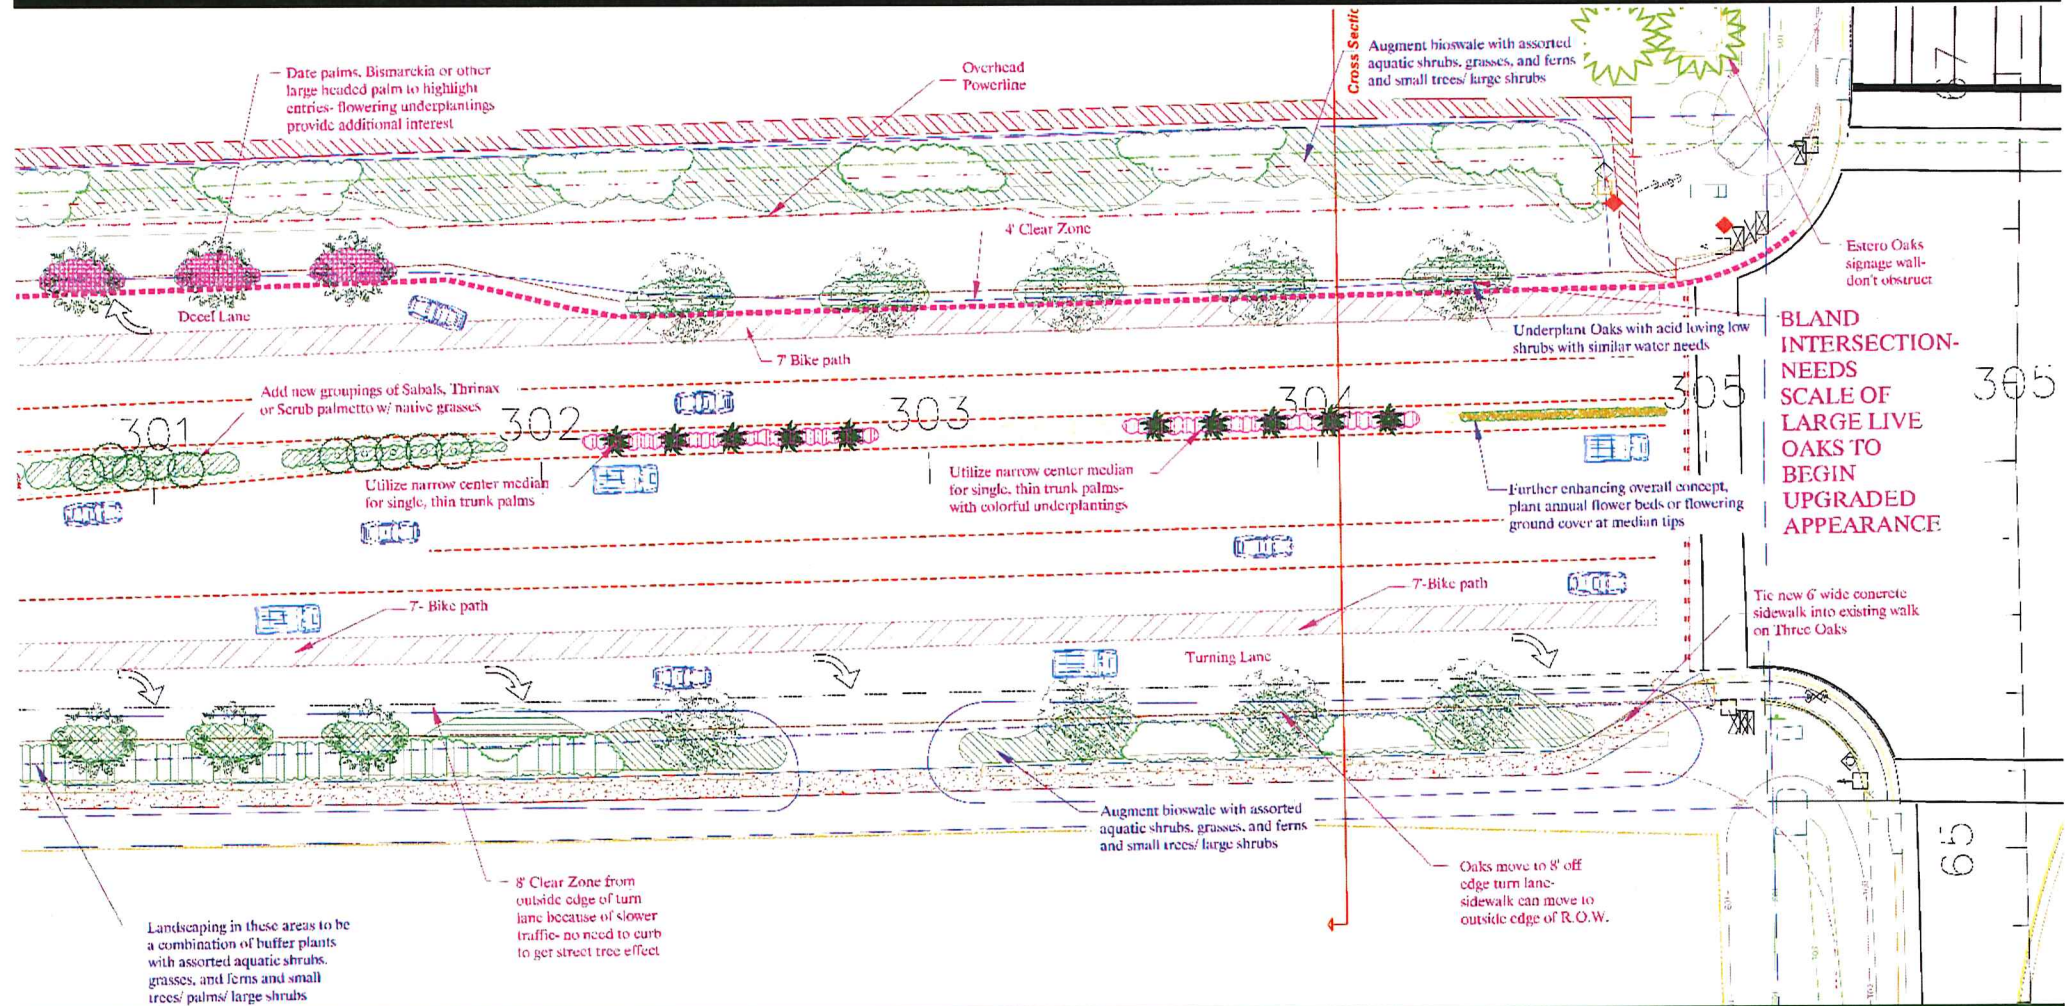 Cross Sectio
Augment bioswale with assorted
aquatic shrubs, grasses, and ferns
and small trees/ large shrubs
Date palms, Bismarckia or other
large headed palm to highlight
entries- flowering underplantings
provide additional interest
Overhead
Powerline
67
4' Clear Zone
Estero Oaks
signage wall-
don't obstruct
Decel Lane
7' Bike path
Underplant Oaks with acid loving low
shrubs with similar water needs
BLAND
INTERSECTION-
NEEDS
SCALE OF
LARGE LIVE
OAKS TO
BEGIN
UPGRADED
APPEARANCE
Add new groupings of Sabals, Thrinax
or Scrub palmetto w/ native grasses
301
302
303
304
305
305
Utilize narrow center median
for single, thin trunk palms
Utilize narrow center median
for single, thin trunk palms-
with colorful underplantings
Further enhancing overall concept,
plant annual flower beds or flowering
ground cover at median tips
7'- Bike path
7'-Bike path
Tie new 6' wide concrete
sidewalk into existing walk
on Three Oaks
Turning Lane
Augment bioswale with assorted
aquatic shrubs, grasses, and ferns
and small trees/ large shrubs
65
8' Clear Zone from
outside edge of turn
lane because of slower
traffic- no need to curb
to get street tree effect
Oaks move to 8' off
edge turn lane-
sidewalk can move to
outside edge of R.O.W.
Landscaping in these areas to be
a combination of buffer plants
with assorted aquatic shrubs,
grasses, and ferns and small
trees/ palms/ large shrubs